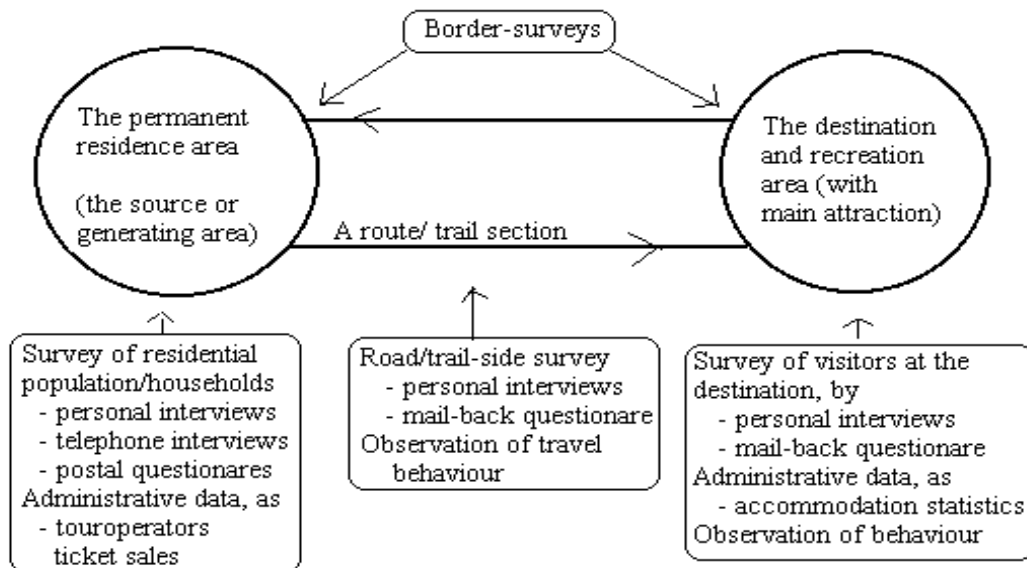 Border-surveys
The permanent
residence area
(the source or
generating area)
The destination
and recreation
area (with
main attraction)
A route/ trail section
Survey of residential
population/households
- personal interviews
- telephone interviews
- postal questionares
Administrative data, as
- touroperators
ticket sales
Road/trail-side survey
- personal interviews
- mail-back questionare
Observation of travel
behaviour
Survey of visitors at the
destination, by
- personal interviews
- mail-back questionare
Administrative data, as
- accommodation statistics
Observation of behaviour